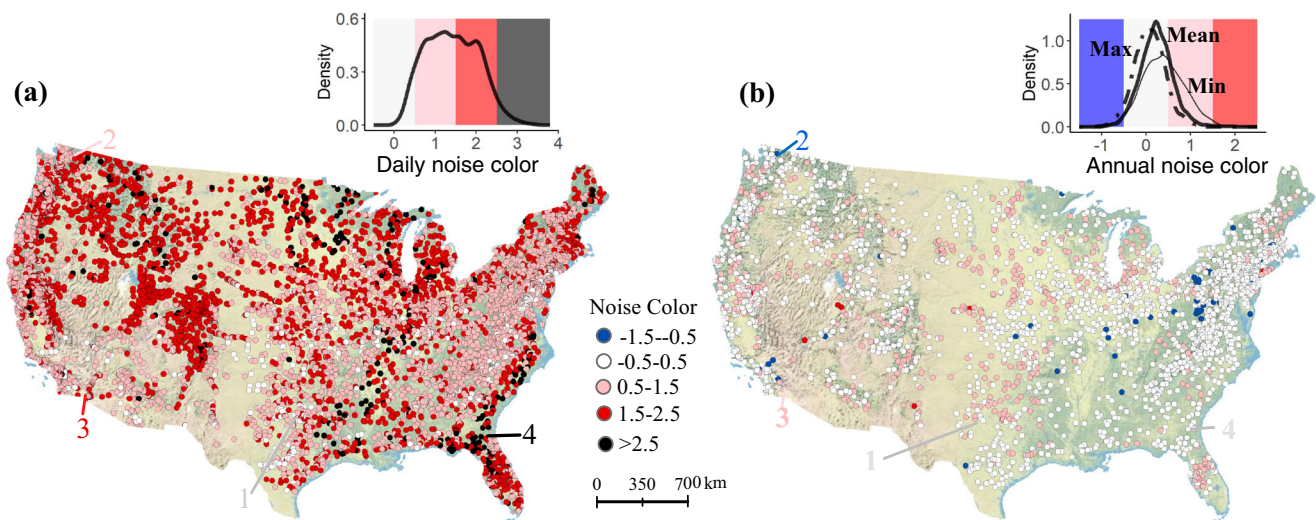 (a)
Density
0.6
0.3
0.0
0
1
2
3
4
Daily noise color
2
3
1
4
Noise Color
-1.5--0.5
-0.5-0.5
0.5-1.5
1.5-2.5
>2.5
0 350 700 km
(b)
Density
1.0
0.5
0.0
Max
Mean
Min
-1 0 1 2
Annual noise color
2
3
1
4